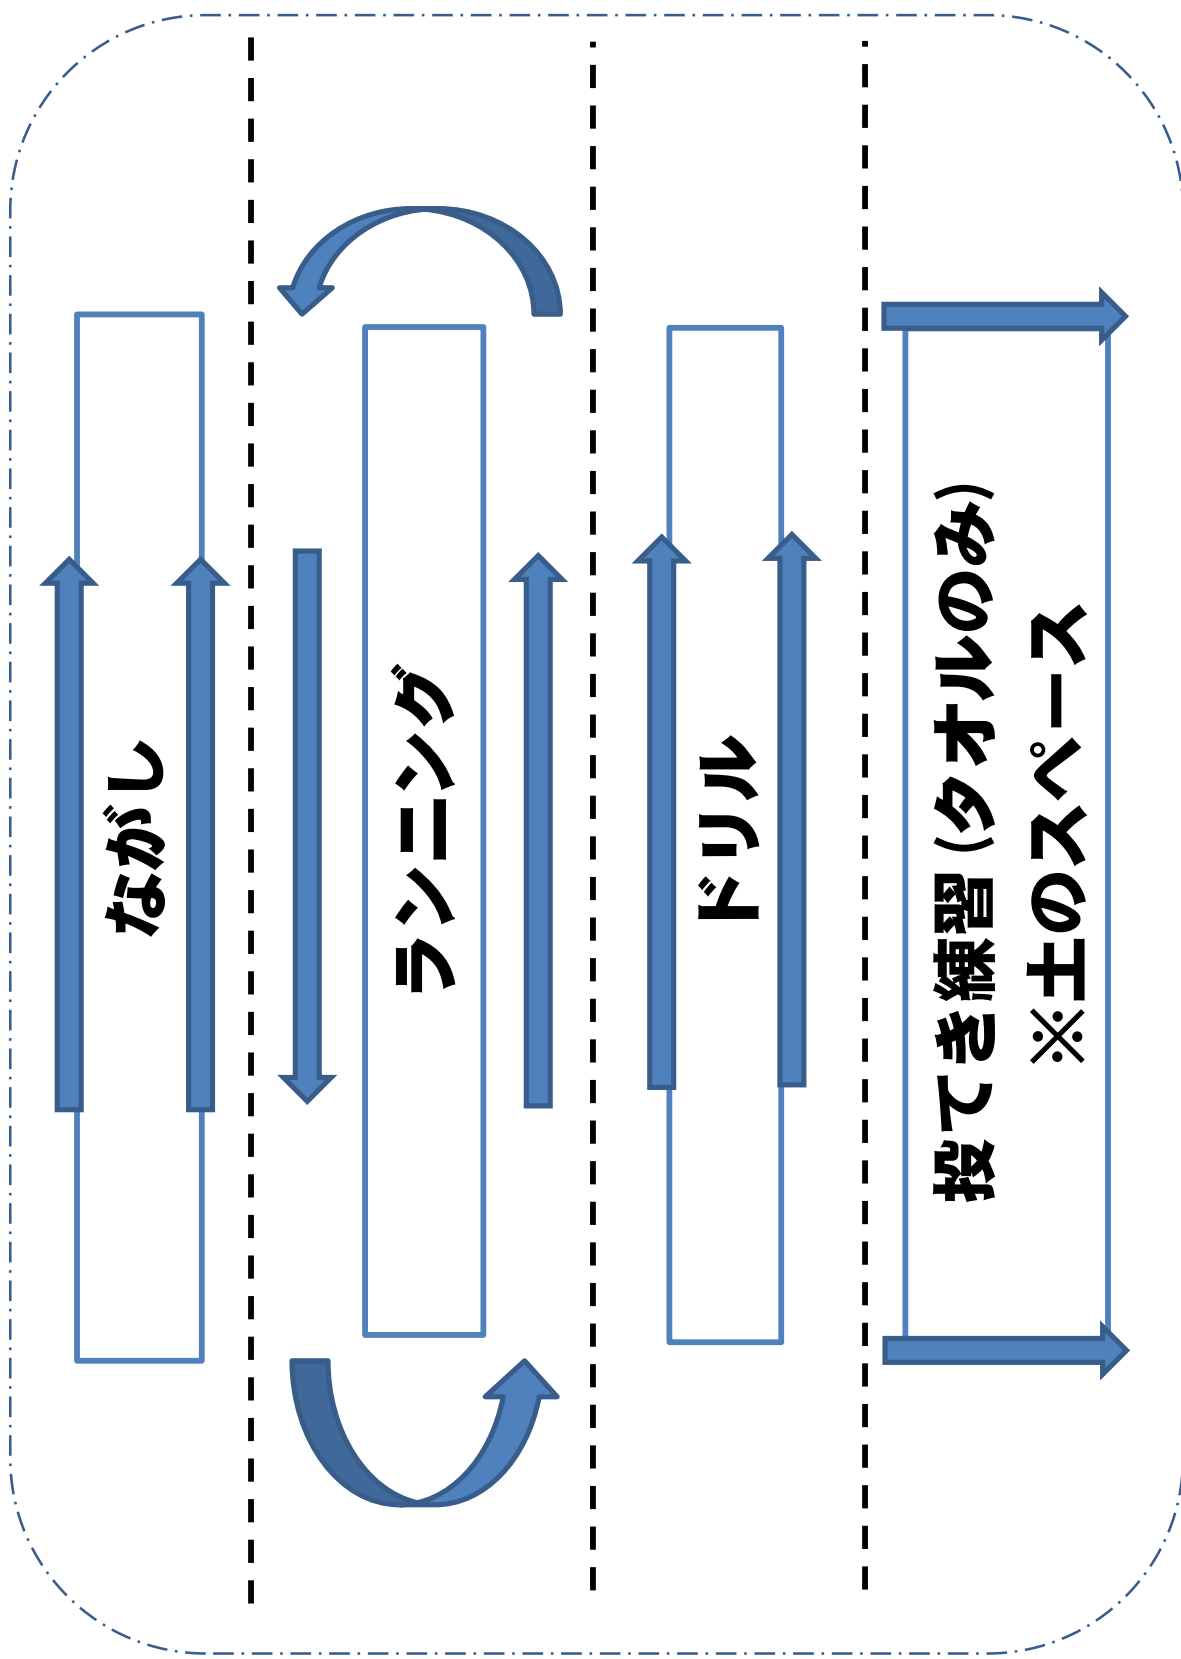 ながし
ランニング
ドリル
投てき練習(タオルのみ)
※土のスペース